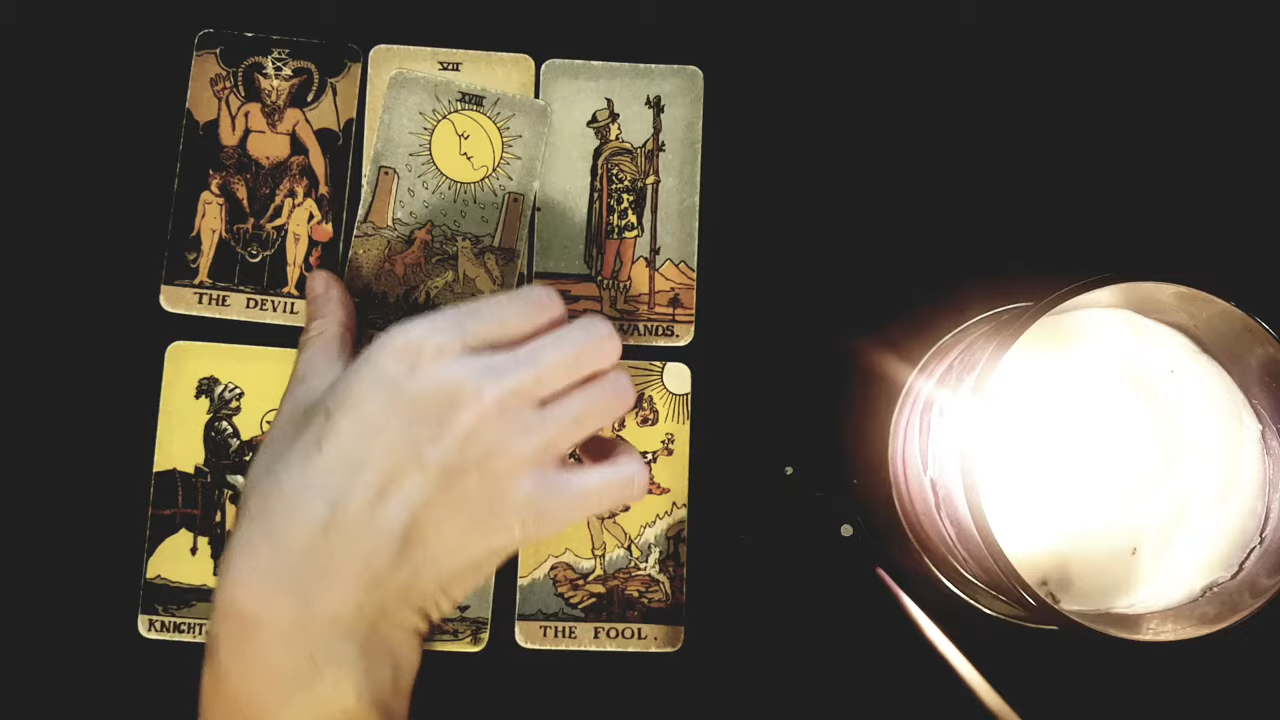 XV
VII
XVIII
THE DEVIL
WANDS.
KNIGHT
THE FOOL.